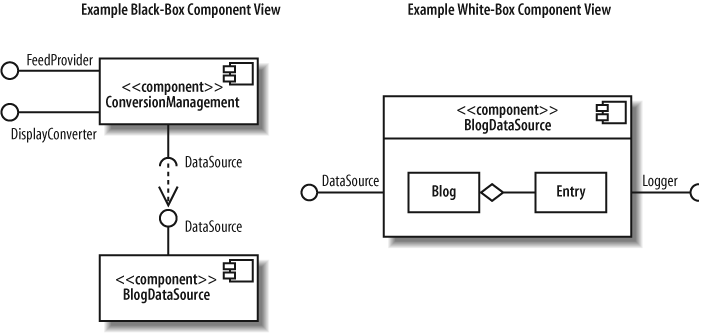 Example Black-Box Component View
FeedProvider
<<component>>
ConversionManagement
DisplayConverter
DataSource
DataSource
<<component>>
BlogDataSource
Example White-Box Component View
<<component>>
BlogDataSource
DataSource
Blog
Entry
Logger